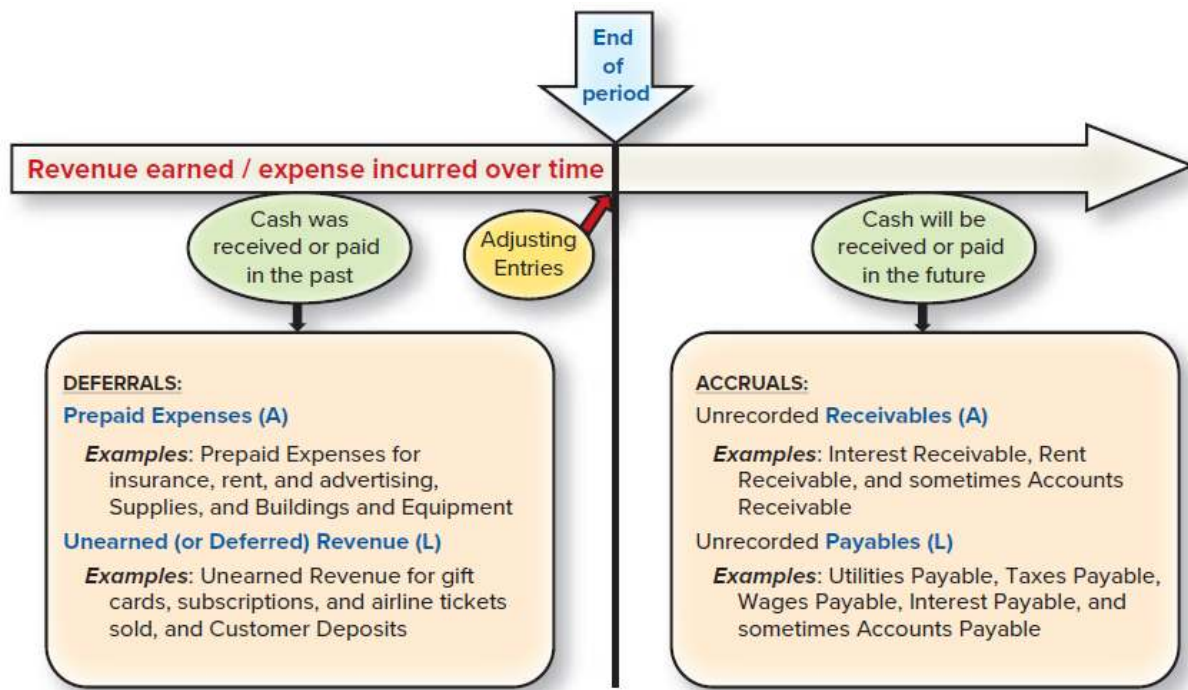 End
of
period
Revenue earned / expense incurred over time
Cash was
received or paid
in the past
Adjusting
Entries
Cash will be
received or paid
in the future
DEFERRALS:
Prepaid Expenses (A)
Examples: Prepaid Expenses for
insurance, rent, and advertising,
Supplies, and Buildings and Equipment
Unearned (or Deferred) Revenue (L)
Examples: Unearned Revenue for gift
cards, subscriptions, and airline tickets
sold, and Customer Deposits
ACCRUALS:
Unrecorded Receivables (A)
Examples: Interest Receivable, Rent
Receivable, and sometimes Accounts
Receivable
Unrecorded Payables (L)
Examples: Utilities Payable, Taxes Payable,
Wages Payable, Interest Payable, and
sometimes Accounts Payable